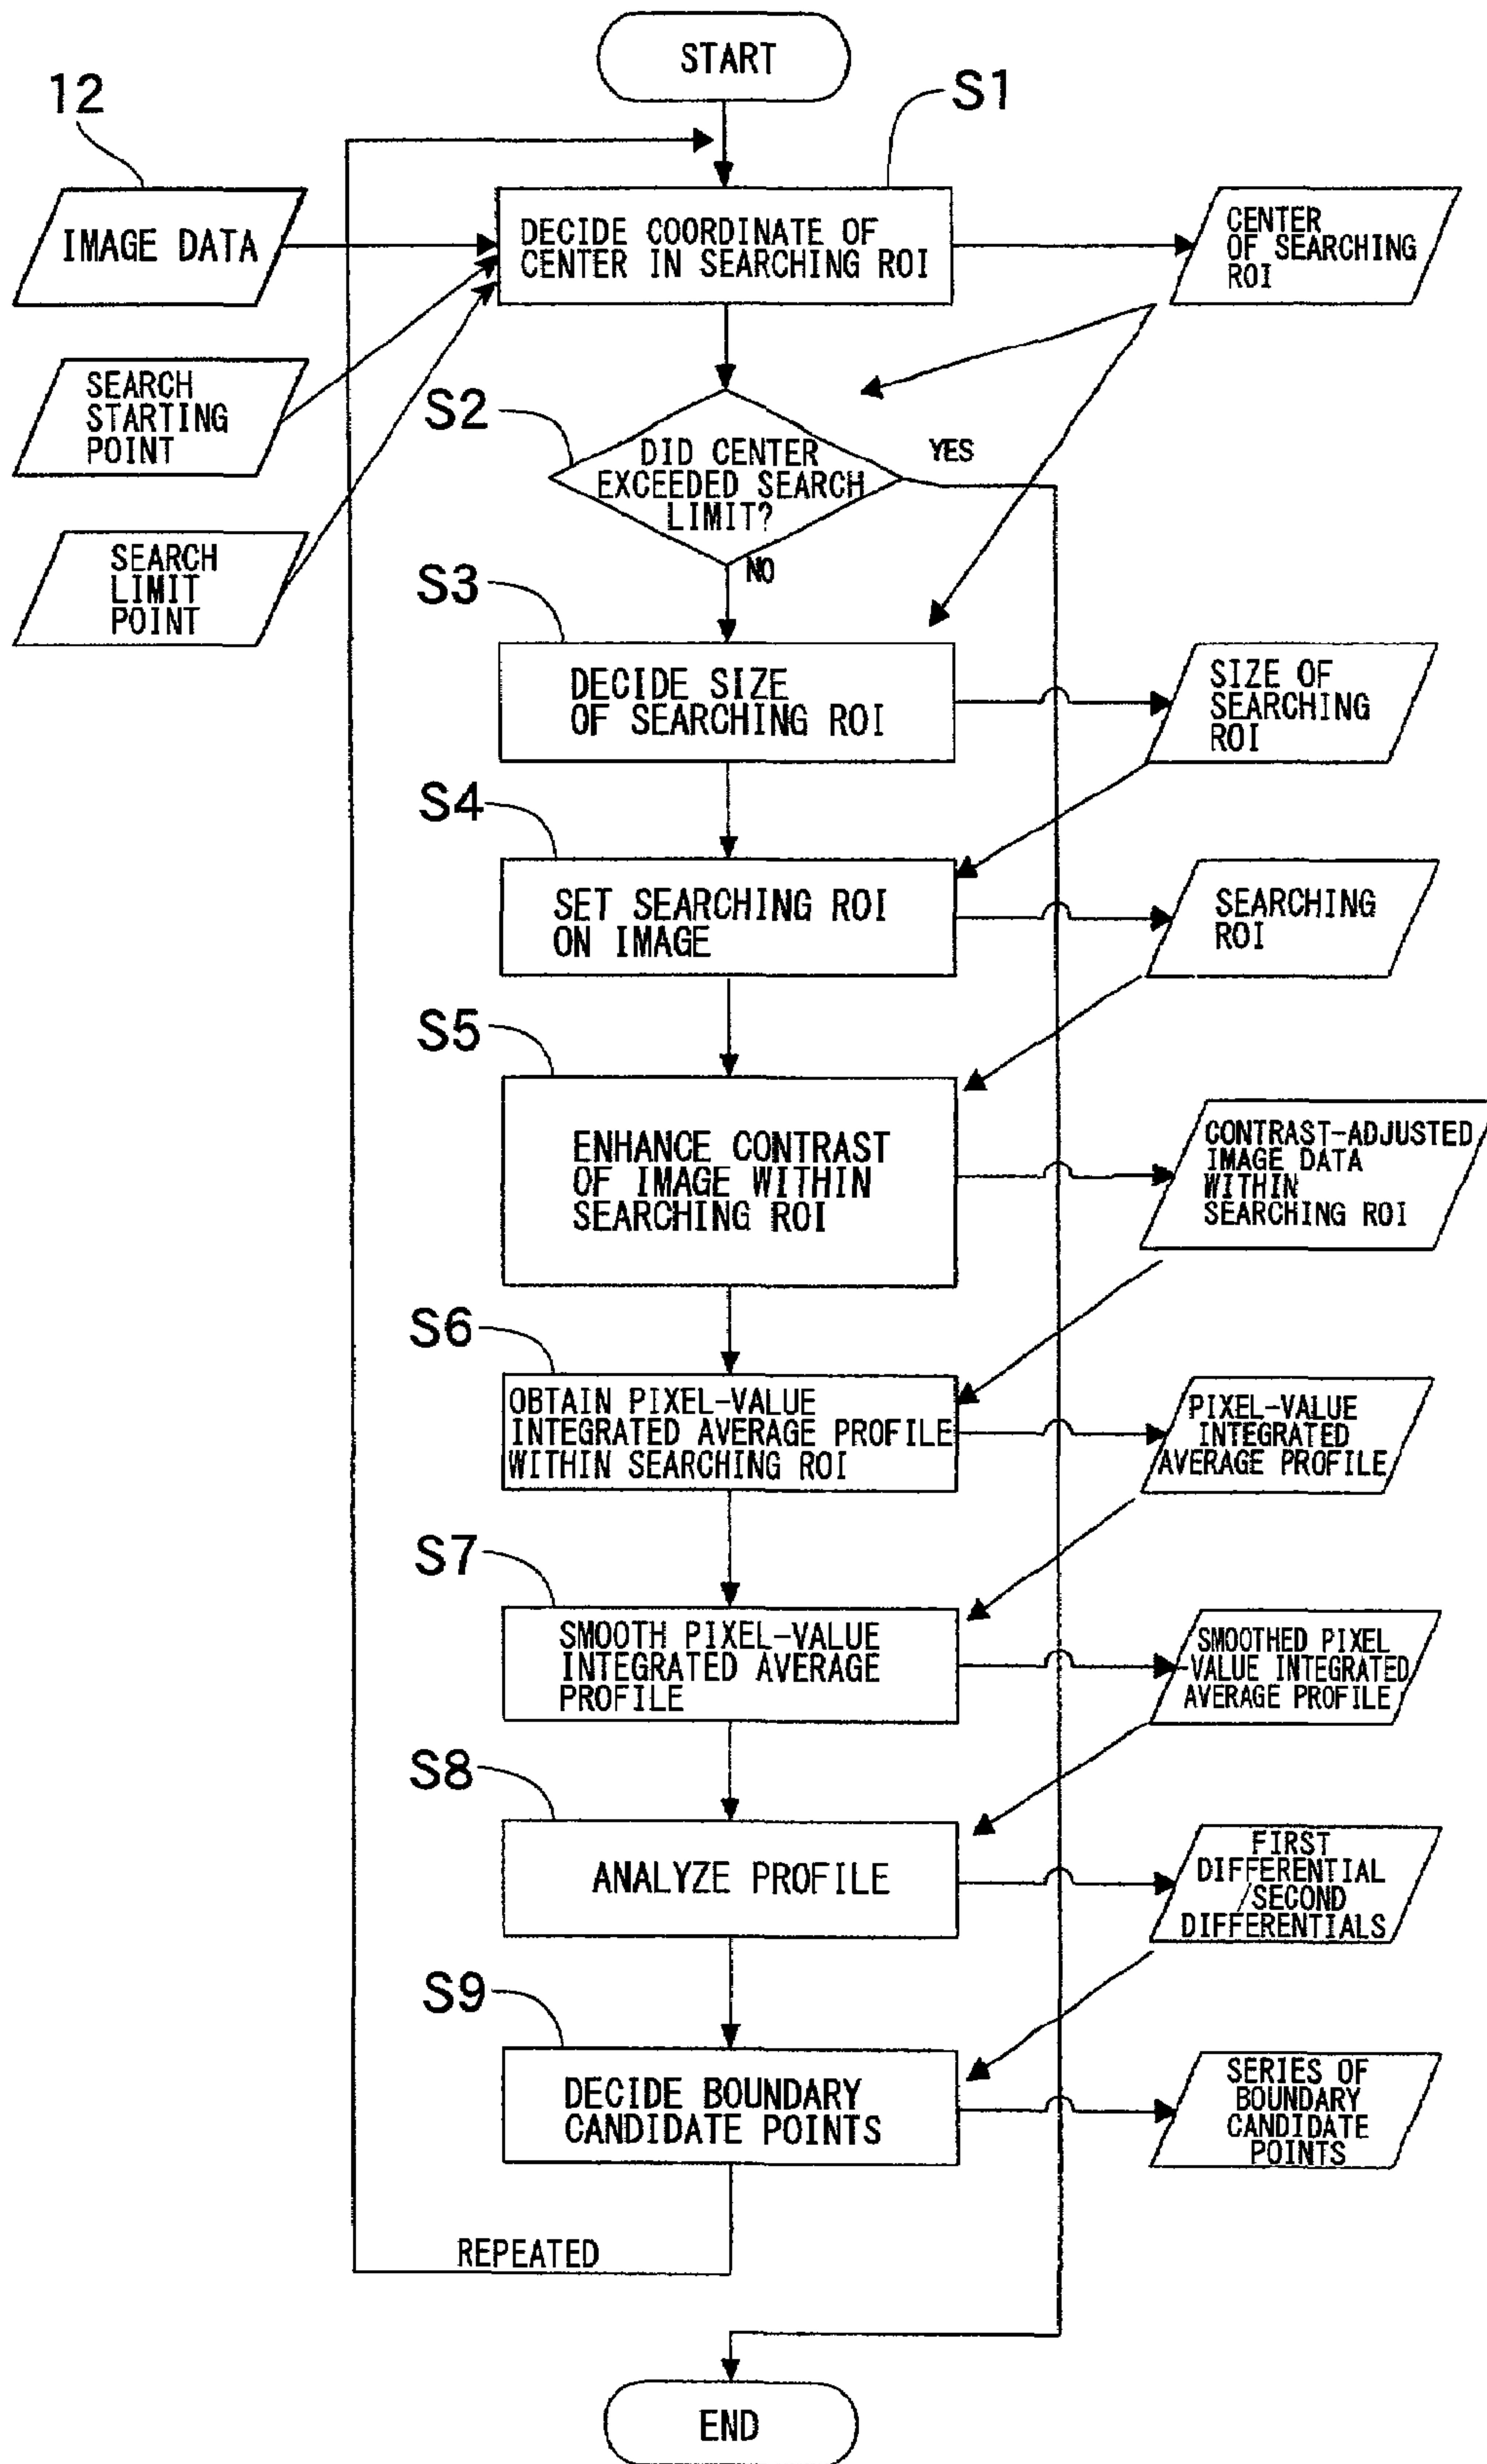 START
12
S1
IMAGE DATA
DECIDE COORDINATE OF
CENTER IN SEARCHING ROI
CENTER
OF SEARCHING
ROI
SEARCH
STARTING
POINT
S2
DID CENTER
EXCEEDED SEARCH
LIMIT?
YES
NO
SEARCH
LIMIT
POINT
S3
DECIDE SIZE
OF SEARCHING ROI
SIZE OF
SEARCHING
ROI
S4
SET SEARCHING ROI
ON IMAGE
SEARCHING
ROI
S5
ENHANCE CONTRAST
OF IMAGE WITHIN
SEARCHING ROI
CONTRAST-ADJUSTED
IMAGE DATA
WITHIN
SEARCHING ROI
S6
OBTAIN PIXEL-VALUE
INTEGRATED AVERAGE PROFILE
WITHIN SEARCHING ROI
PIXEL-VALUE
INTEGRATED
AVERAGE PROFILE
S7
SMOOTH PIXEL-VALUE
INTEGRATED AVERAGE
PROFILE
SMOOTHED PIXEL
-VALUE INTEGRATED
AVERAGE PROFILE
S8
ANALYZE PROFILE
FIRST
DIFFERENTIAL
/SECOND
DIFFERENTIALS
S9
DECIDE BOUNDARY
CANDIDATE POINTS
SERIES OF
BOUNDARY
CANDIDATE
POINTS
REPEATED
END